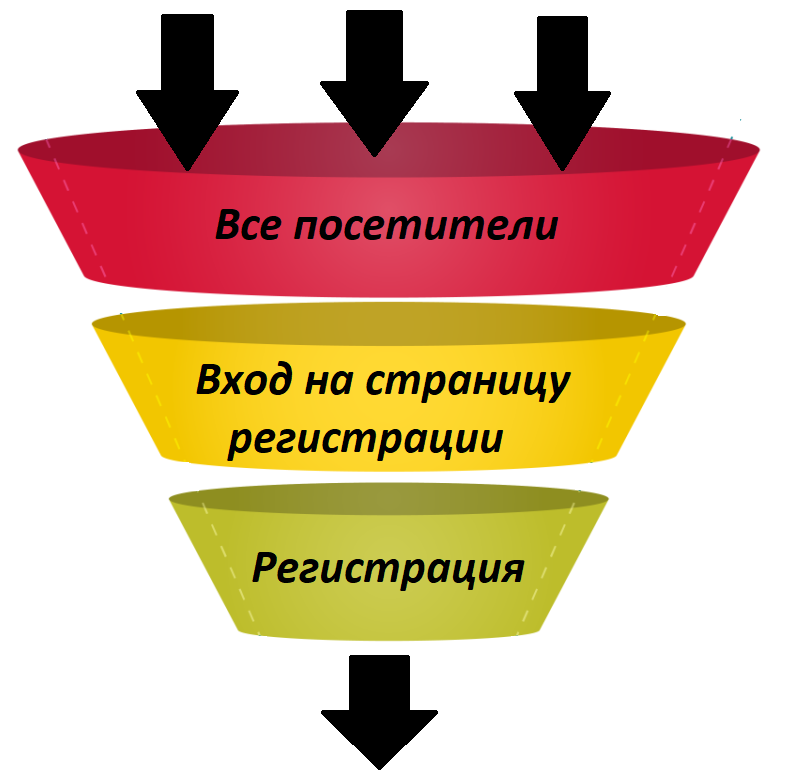 Все посетители
Вход на страницу
регистрации
Регистрация